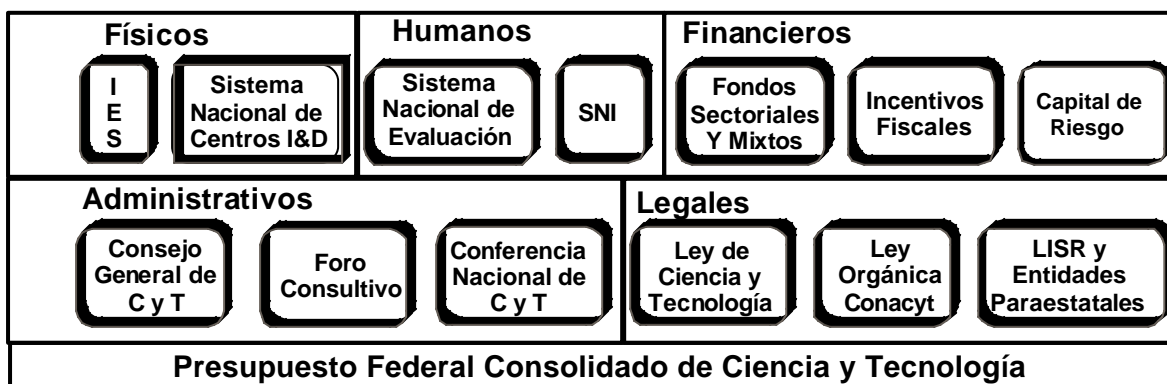 Físicos
I
E
S
Sistema
Nacional de
Centros I&D
Humanos
Sistema
Nacional de
Evaluación
SNI
Financieros
Fondos
Sectoriales
Y Mixtos
Incentivos
Fiscales
Capital de
Riesgo
Administrativos
Consejo
General de
C y T
Foro
Consultivo
Conferencia
Nacional de
C y T
Legales
Ley de
Ciencia y
Tecnología
Ley
Orgánica
Conacyt
LISR y
Entidades
Paraestatales
Presupuesto Federal Consolidado de Ciencia y Tecnología